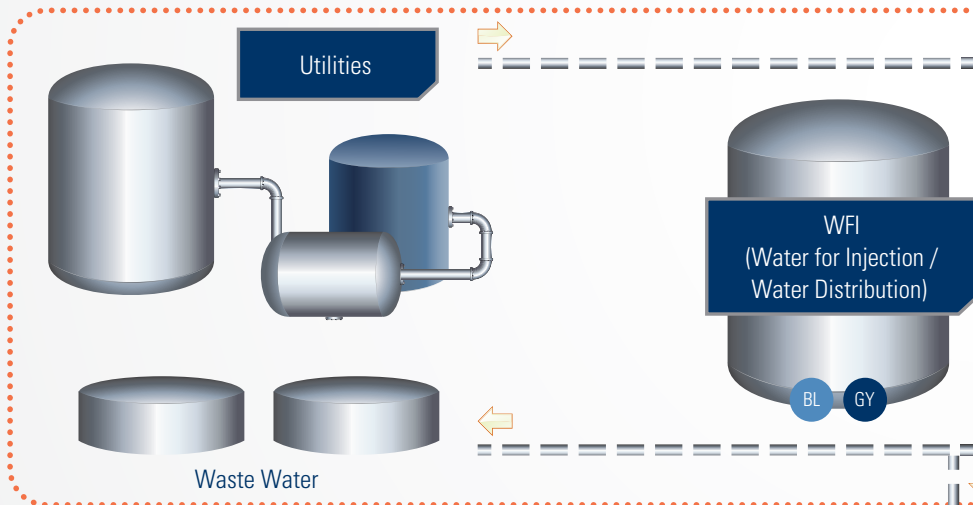 Utilities
WFI
(Water for Injection /
Water Distribution)
BL GY
Waste Water